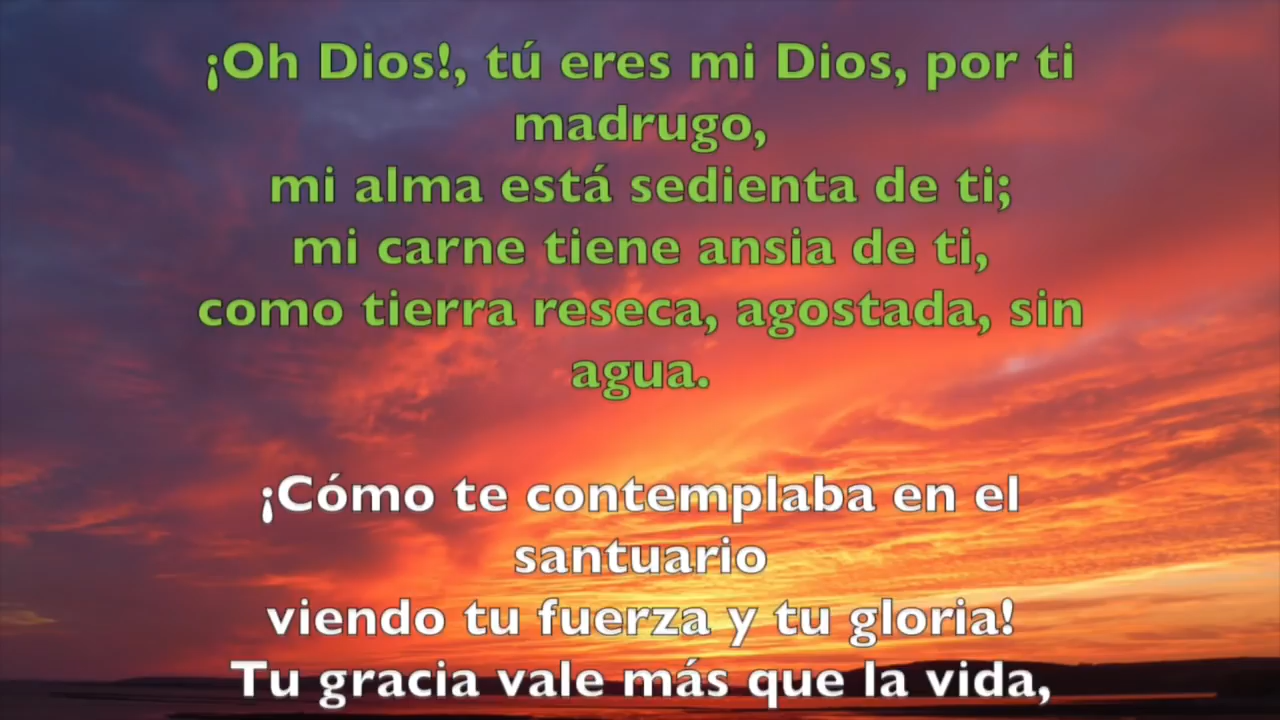 ¡Oh Dios!, tú eres mi Dios, por ti
madrugo,
mi alma está sedienta de ti;
mi carne tiene ansia de ti,
como tierra reseca, agostada, sin
agua.
¡Cómo te contemplaba en el
santuario
viendo tu fuerza y tu gloria!
Tu gracia vale más que la vida,